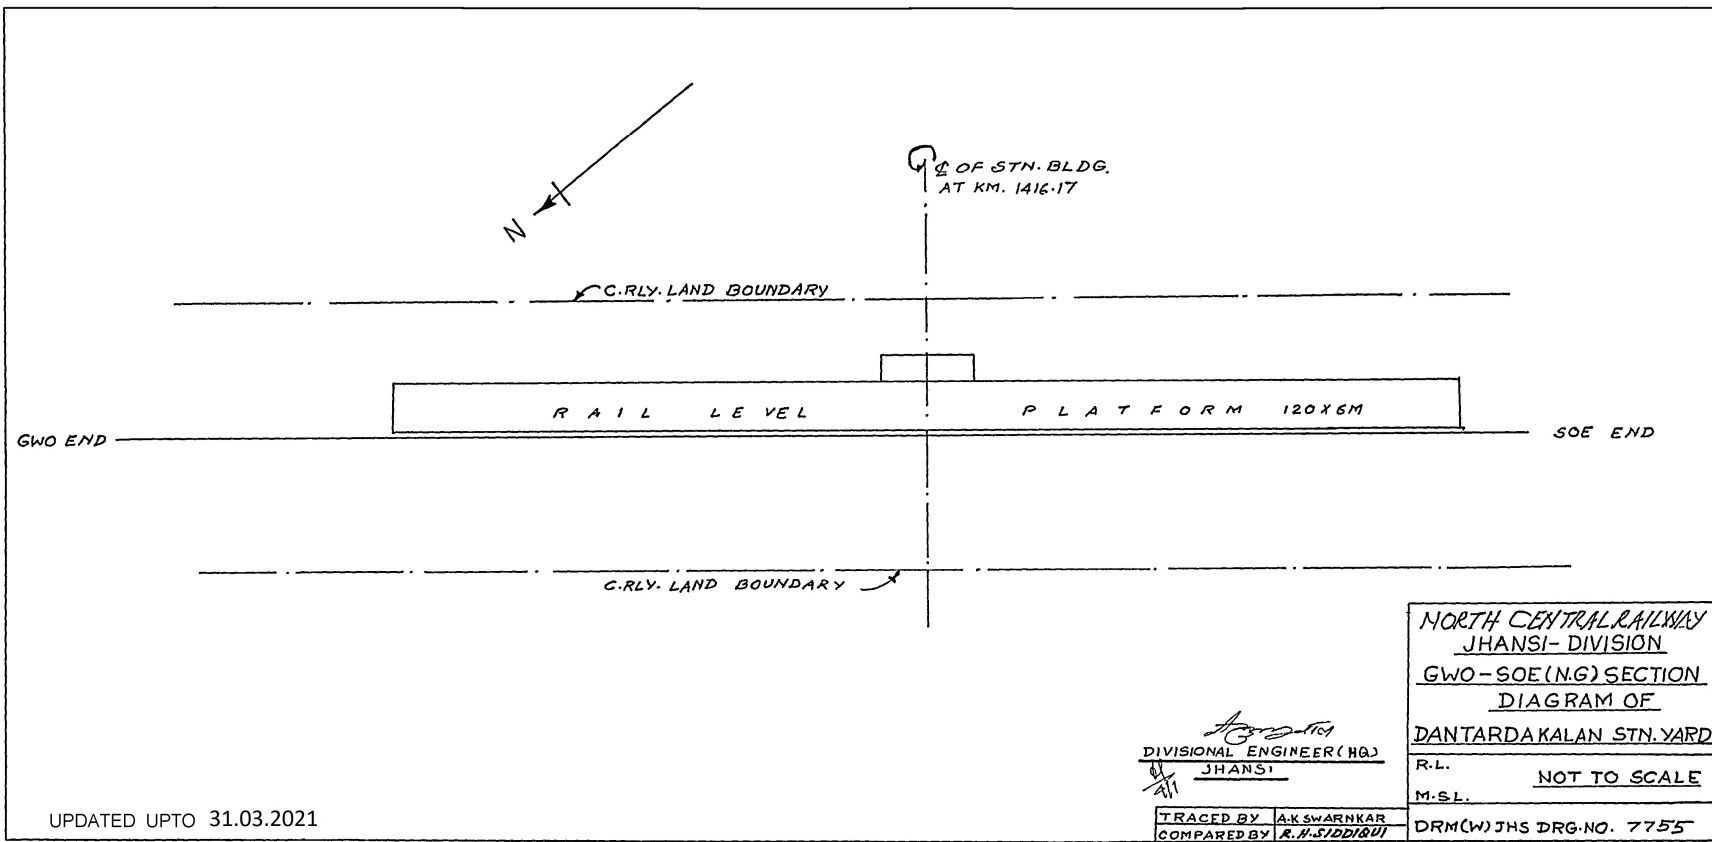 N
℄ OF STN. BLDG.
AT KM. 1416.17
C.RLY. LAND BOUNDARY
RAIL LEVEL PLATFORM 120X6M
GWO END
SOE END
C.RLY. LAND BOUNDARY
NORTH CENTRAL RAILWAY
JHANSI-DIVISION
GWO-SOE(N.G) SECTION
DIAGRAM OF
DANTARDAKALAN STN. YARD
R.L.
M.S.L.
NOT TO SCALE
DRM(W) JHS DRG.NO. 7755
DIVISIONAL ENGINEER (HQ)
JHANSI
TRACED BY A.K SWARNKAR
COMPARED BY R.H.SIDDIQUI
UPDATED UPTO 31.03.2021